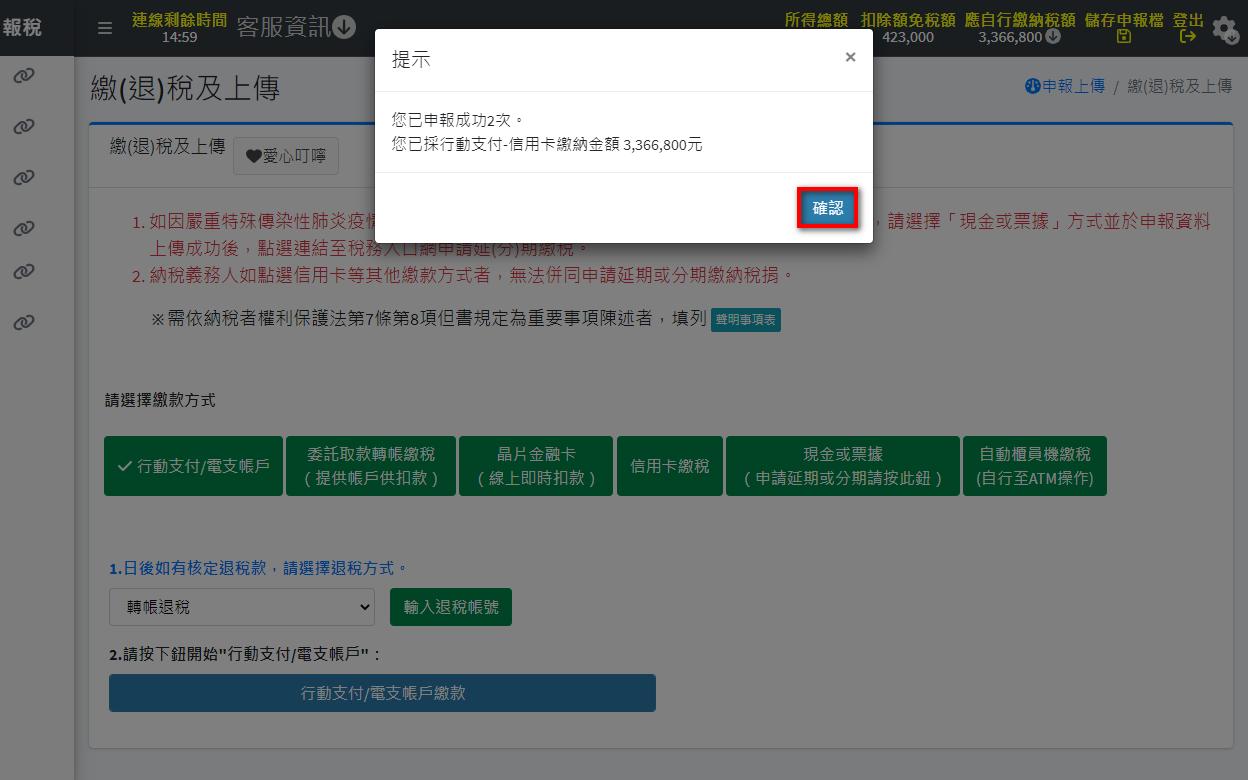 報稅
連線剩餘時間
14:59
客服資訊
所得總額
扣除額免稅額
423,000
應自行繳納稅額
3,366,800
儲存申報檔
登出
提示
×
您已申報成功2次。
您已採行動支付-信用卡繳納金額 3,366,800元
確認
繳(退)稅及上傳
申報上傳 / 繳(退)稅及上傳
繳(退)稅及上傳
愛心叮嚀
1. 如因嚴重特殊傳染性肺炎疫情
，請選擇「現金或票據」方式並於申報資料
上傳成功後，點選連結至稅務入口網申請延(分)期繳稅。
2. 納稅義務人如點選信用卡等其他繳款方式者，無法併同申請延期或分期繳納稅捐。
※需依納稅者權利保護法第7條第8項但書規定為重要事項陳述者，填列 聲明事項表
請選擇繳款方式
行動支付/電支帳戶
委託取款轉帳繳稅
( 提供帳戶供扣款 )
晶片金融卡
( 線上即時扣款 )
信用卡繳稅
現金或票據
( 申請延期或分期請按此鈕 )
自動櫃員機繳稅
(自行至ATM操作)
1.日後如有核定退稅款，請選擇退稅方式。
轉帳退稅
輸入退稅帳號
2.請按下鈕開始"行動支付/電支帳戶"：
行動支付/電支帳戶繳款